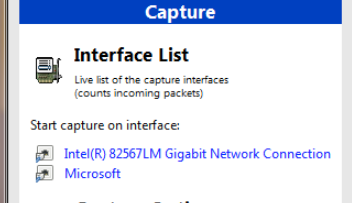 Capture
Interface List
Live list of the capture interfaces
(counts incoming packets)
Start capture on interface:
Intel(R) 82567LM Gigabit Network Connection
Microsoft